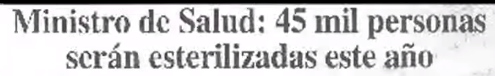 Ministro de Salud: 45 mil personas
serán esterilizadas este año